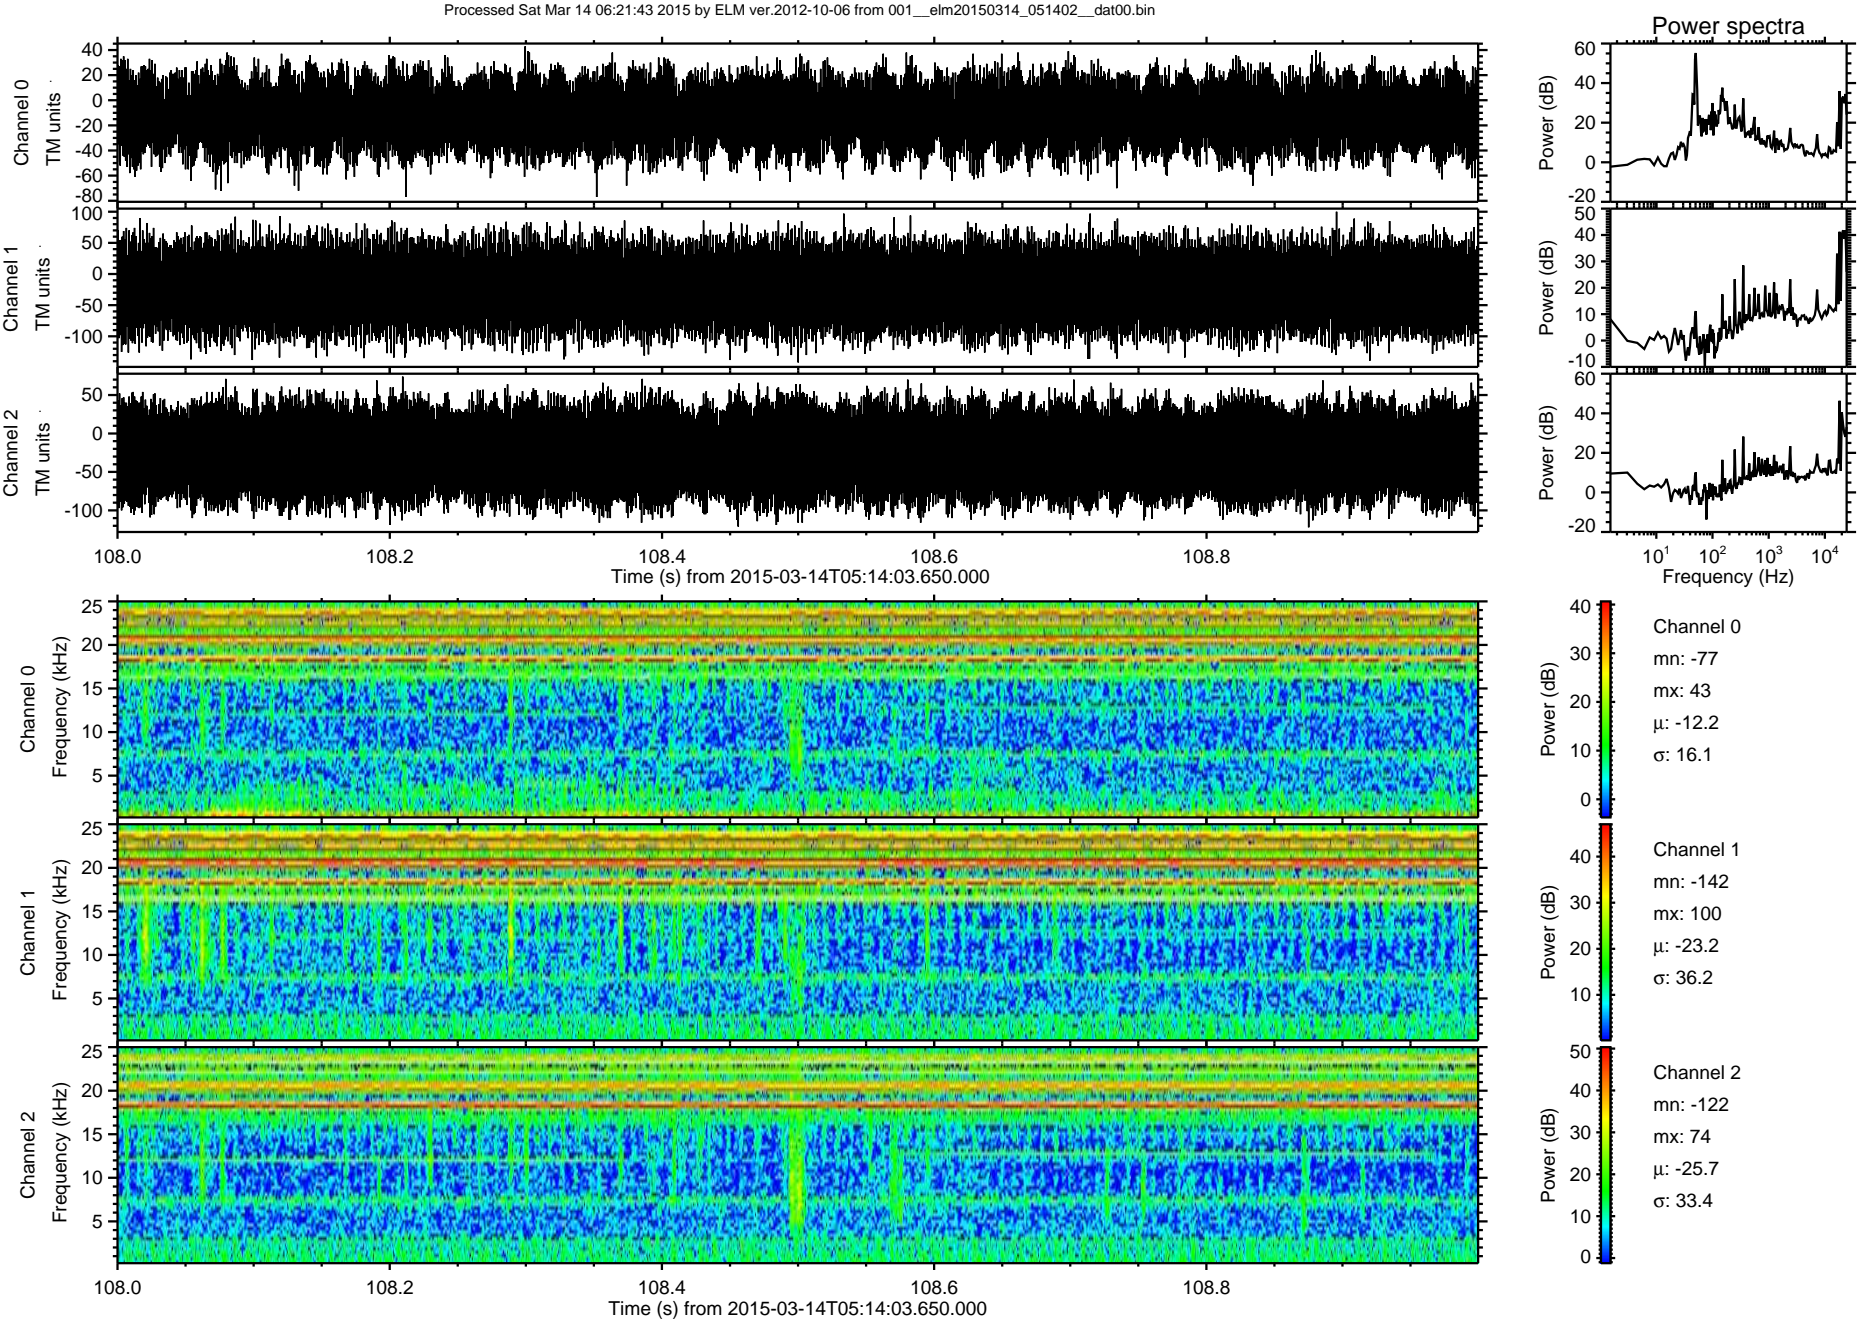 Processed Sat Mar 14 06:21:43 2015 by ELM ver.2012-10-06 from 001__elm20150314_051402__dat00.bin
Power spectra
Channel 0
TM units
40
20
0
-20
-40
-60
-80
Power (dB)
60
40
20
0
-20
Channel 1
TM units
100
50
0
-50
-100
Power (dB)
50
40
30
20
10
0
-10
Channel 2
TM units
50
0
-50
-100
Power (dB)
60
40
20
0
-20
108.0 108.2 108.4 108.6 108.8
Time (s) from 2015-03-14T05:14:03.650.000
10¹ 10² 10³ 10⁴
Frequency (Hz)
Channel 0
Frequency (kHz)
25
20
15
10
5
Power (dB)
40
30
20
10
0
Channel 0
mn: -77
mx: 43
μ: -12.2
σ: 16.1
Channel 1
Frequency (kHz)
25
20
15
10
5
Power (dB)
40
30
20
10
Channel 1
mn: -142
mx: 100
μ: -23.2
σ: 36.2
Channel 2
Frequency (kHz)
25
20
15
10
5
Power (dB)
50
40
30
20
10
0
Channel 2
mn: -122
mx: 74
μ: -25.7
σ: 33.4
108.0 108.2 108.4 108.6 108.8
Time (s) from 2015-03-14T05:14:03.650.000